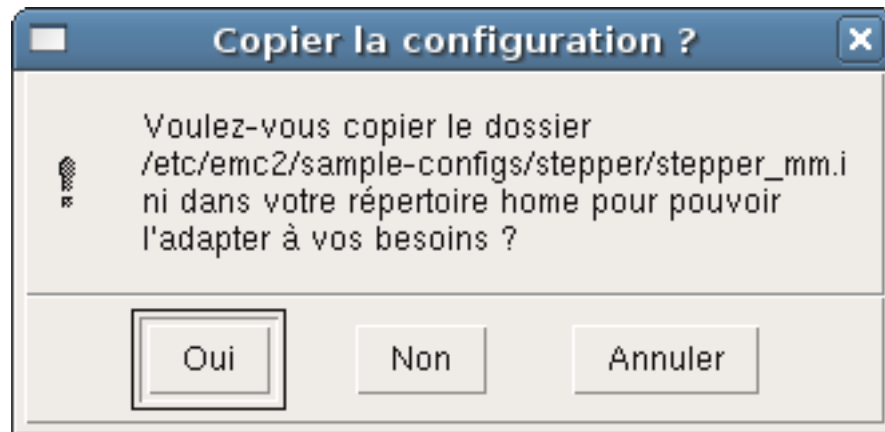 Copier la configuration ?
Voulez-vous copier le dossier
/etc/emc2/sample-configs/stepper/stepper_mm.i
ni dans votre répertoire home pour pouvoir
l'adapter à vos besoins ?
Oui Non Annuler